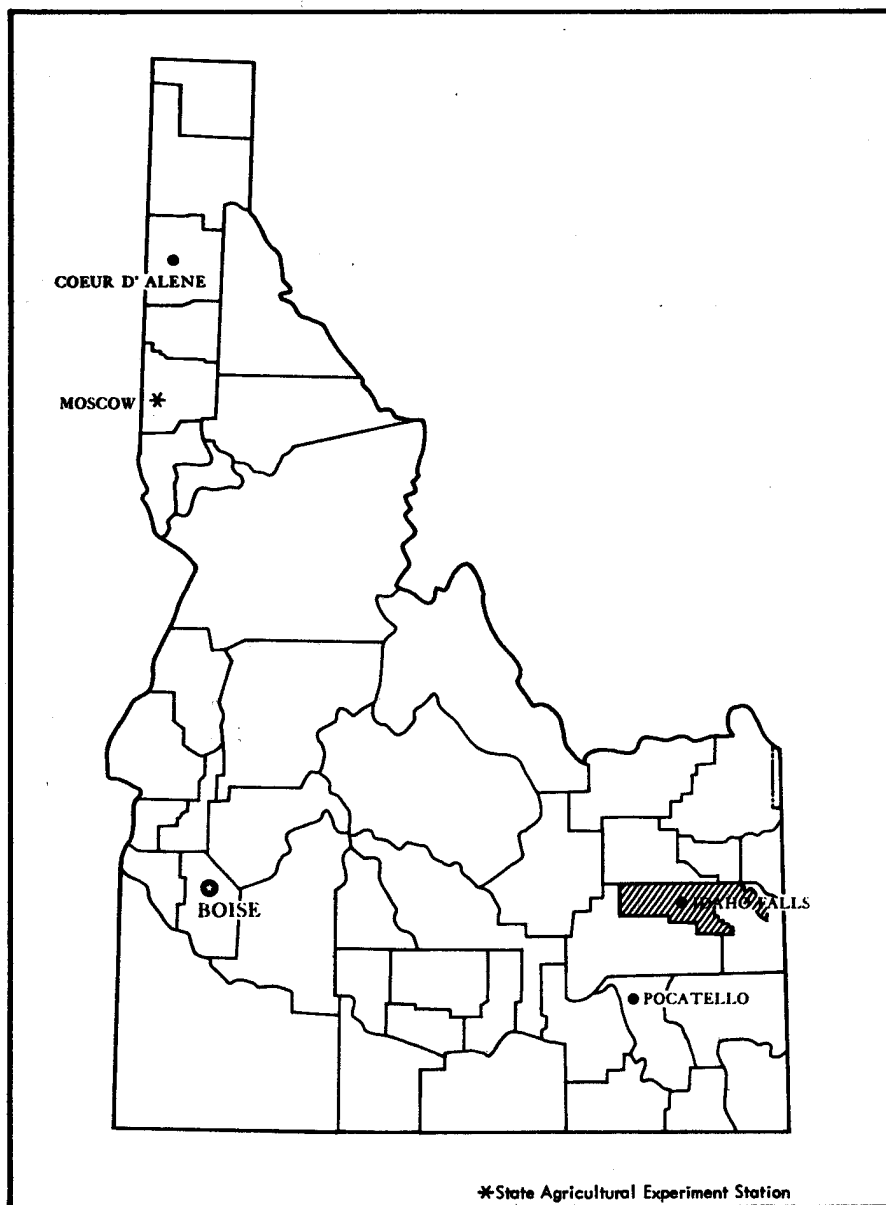 COEUR D' ALENE
MOSCOW
BOISE
IDAHO FALLS
POCATELLO
*State Agricultural Experiment Station